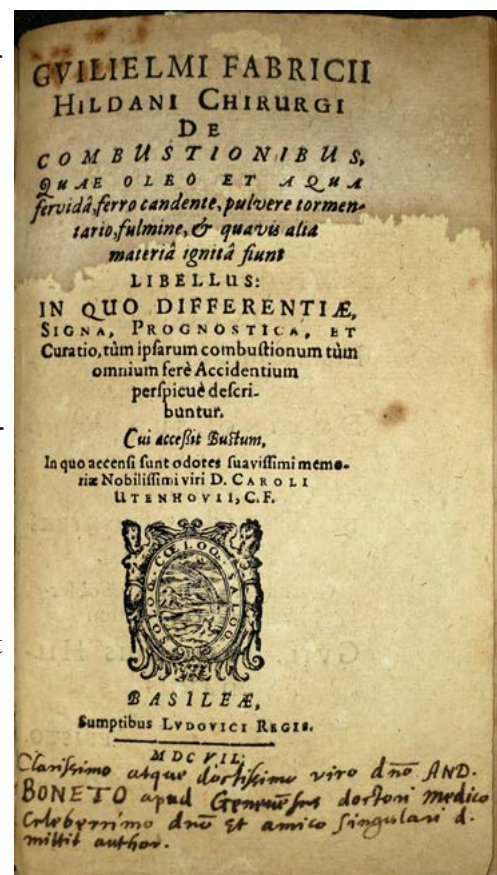 GVILIELMI FABRICII
HILDANI CHIRURGI
DE
COMBUSTIONIBUS,
QUAE OLEO ET AQUA
fervidâ, ferro candente, pulvere tormen-
tario, fulmine, & quavis alia
materiâ ignitâ fiunt
LIBELLUS:
IN QUO DIFFERENTIÆ,
SIGNA, PROGNOSTICA, ET
Curatio, tùm ipsarum combustionum tùm
omnium ferè Accidentium
perspicuè descri-
buntur.
Cui accessit Bustum,
In quo accensi sunt odores suavissimi memo-
riæ Nobilissimi viri D. CAROLI
UTENHOVII, C.F.
SOLOQ. COELOQ. SALOQ.
BASILEÆ,
Sumptibus LVDOVICI REGIS.
MDCVII.
Clarissimo atque doctissimo viro dno AND.
BONETO apud Genevenses doctori medico
Celeberrimo dno et amico singulari d.
mittit author.